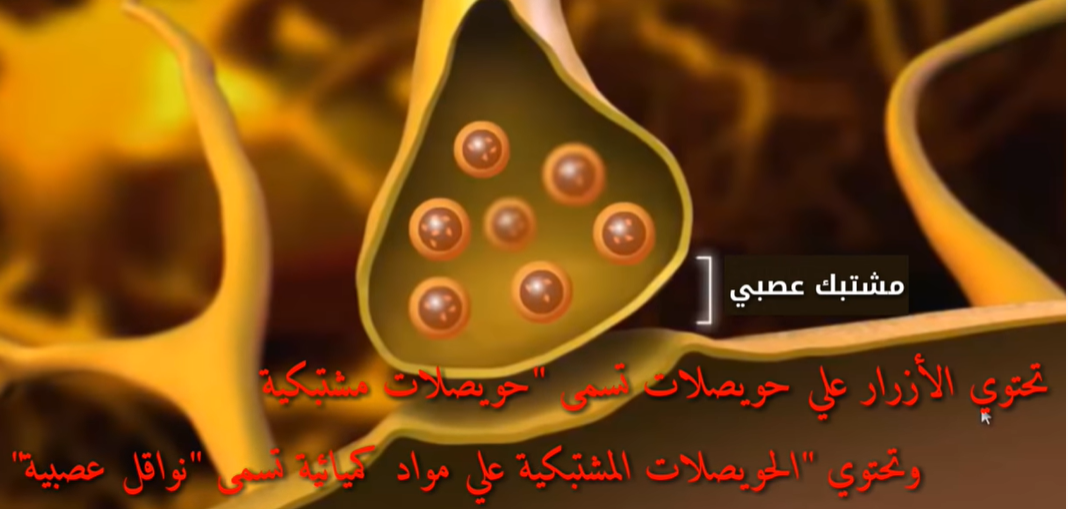 مشتبك عصبي
تحتوي الأزرار علي حويصلات تسمى "حويصلات مشتبكية
وتحتوي "الحويصلات المشتبكية علي مواد كميائية تسمى "نواقل عصبية"